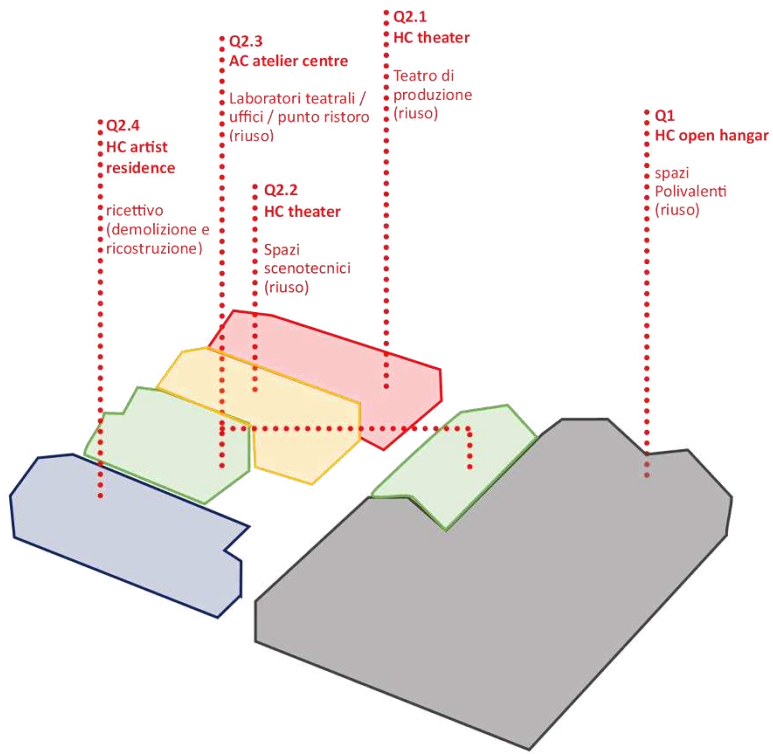 Q2.1
HC theater
Teatro di
produzione
(riuso)
Q2.3
AC atelier centre
Laboratori teatrali /
uffici / punto ristoro
(riuso)
Q1
HC open hangar
spazi
Polivalenti
(riuso)
Q2.4
HC artist
residence
ricettivo
(demolizione e
ricostruzione)
Q2.2
HC theater
Spazi
scenotecnici
(riuso)